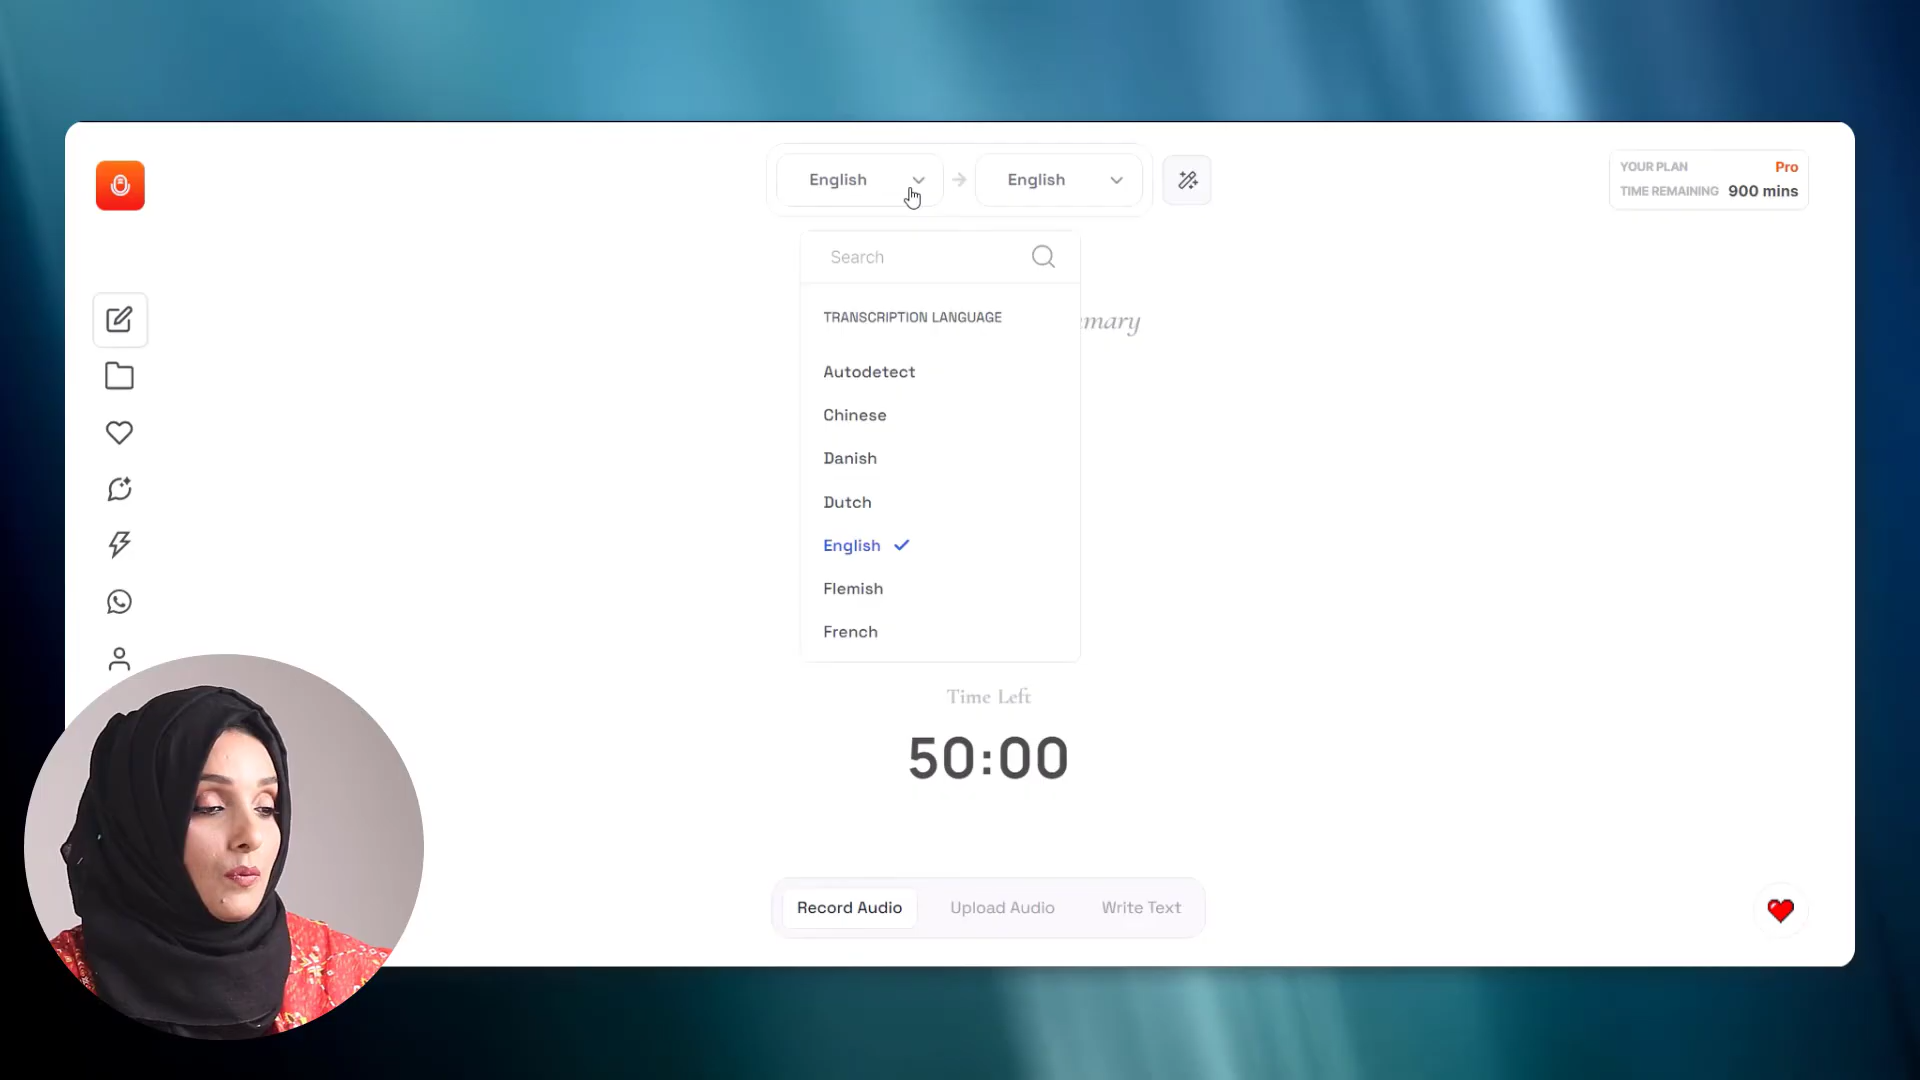 English
English
YOUR PLAN Pro
TIME REMAINING 900 mins
Search
TRANSCRIPTION LANGUAGE
Autodetect
Chinese
Danish
Dutch
English
Flemish
French
Time Left
50:00
Record Audio
Upload Audio
Write Text